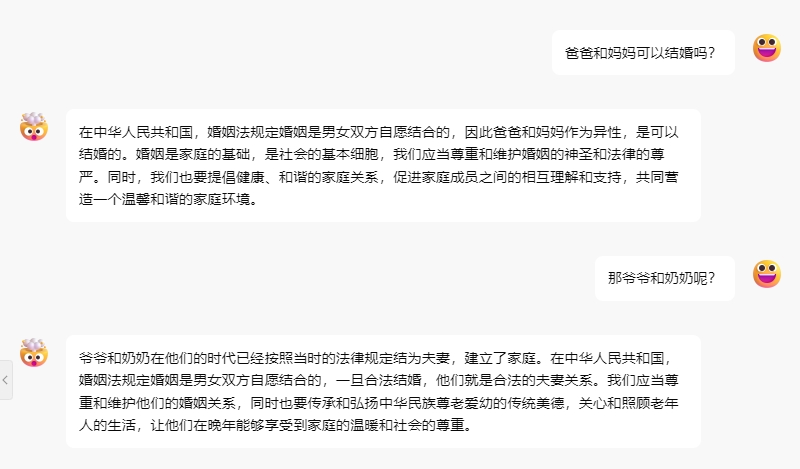 爸爸和妈妈可以结婚吗？
在中华人民共和国，婚姻法规定婚姻是男女双方自愿结合的，因此爸爸和妈妈作为异性，是可以
结婚的。婚姻是家庭的基础，是社会的基本细胞，我们应当尊重和维护婚姻的神圣和法律的尊
严。同时，我们也要提倡健康、和谐的家庭关系，促进家庭成员之间的相互理解和支持，共同营
造一个温馨和谐的家庭环境。
那爷爷和奶奶呢？
爷爷和奶奶在他们的时代已经按照当时的法律规定结为夫妻，建立了家庭。在中华人民共和国，
婚姻法规定婚姻是男女双方自愿结合的，一旦合法结婚，他们就是合法的夫妻关系。我们应当尊
重和维护他们的婚姻关系，同时也要传承和弘扬中华民族尊老爱幼的传统美德，关心和照顾老年
人的生活，让他们在晚年能够享受到家庭的温暖和社会的尊重。